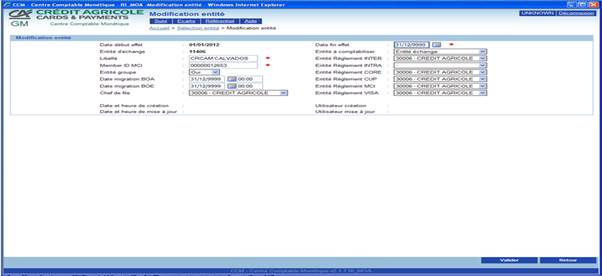 CCM - Centre Comptable Monétique - RI_MOA -Modification entité - Windows Internet Explorer
CRÉDIT AGRICOLE
CARDS & PAYMENTS
Modification entité
UNKNOWN | Déconnexion
GM Centre Comptable Monétique
Suivi Ecarts Référentiel Aide
Accueil > Sélection entité > Modification entité
Modification entité
Date début effet : 01/01/2012 Date fin effet : 31/12/9999 *
Entité d'échange : 11406 Entité à comptabiliser : Entité échange
Libellé : CRCAM CALVADOS * Entité Règlement INTER : 30006 - CREDIT AGRICOLE
Member ID MCI : 00000012653 * Entité Règlement INTRA : -
Entité groupe : Oui Entité Règlement CORE : 30006 - CREDIT AGRICOLE
Date migration BOA : 31/12/9999 00:00 Entité Règlement CUP : 30006 - CREDIT AGRICOLE
Date migration BOE : 31/12/9999 00:00 Entité Règlement MCI : 30006 - CREDIT AGRICOLE
Chef de file : 30006 - CREDIT AGRICOLE Entité Règlement VISA : 30006 - CREDIT AGRICOLE
Date et heure de création : Utilisateur création :
Date et heure de mise à jour : Utilisateur mise à jour :
Valider Retour
CCM - Centre Comptable Monétique